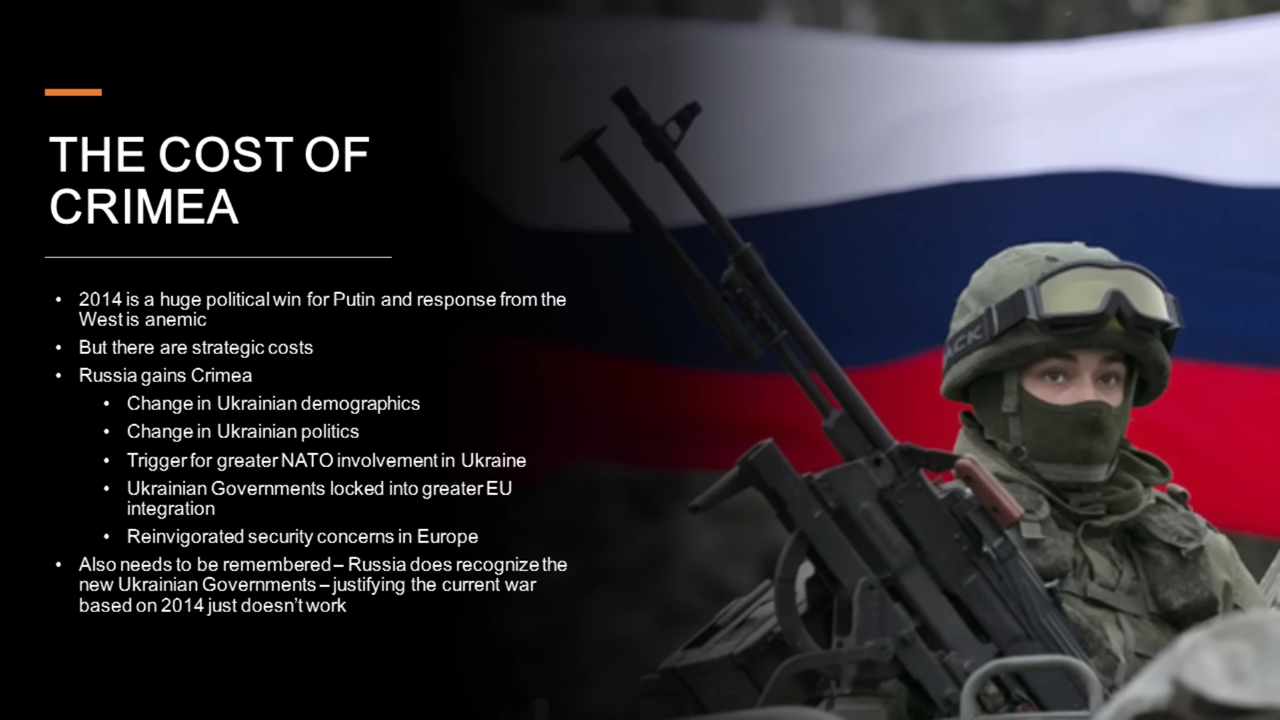 THE COST OF
CRIMEA
• 2014 is a huge political win for Putin and response from the
West is anemic
• But there are strategic costs
• Russia gains Crimea
• Change in Ukrainian demographics
• Change in Ukrainian politics
• Trigger for greater NATO involvement in Ukraine
• Ukrainian Governments locked into greater EU
integration
• Reinvigorated security concerns in Europe
• Also needs to be remembered – Russia does recognize the
new Ukrainian Governments – justifying the current war
based on 2014 just doesn't work